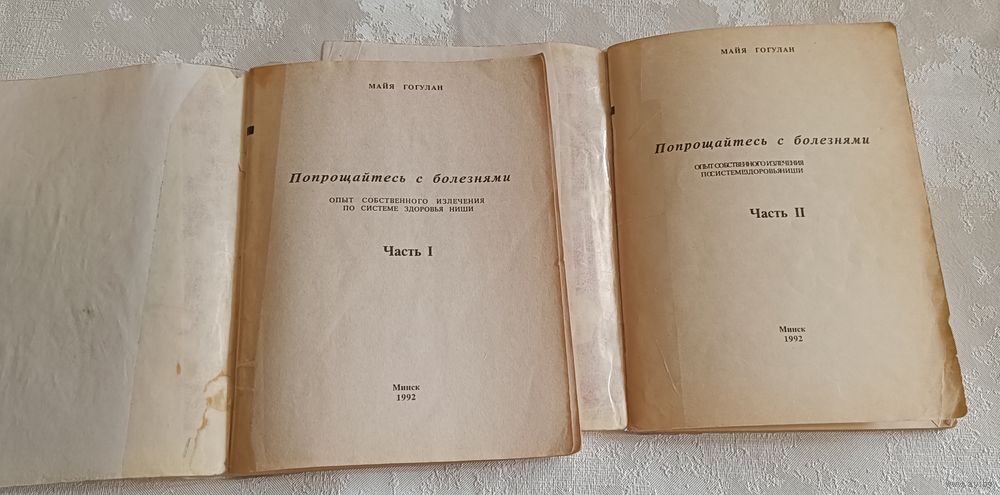 МАЙЯ ГОГУЛАН
Попрощайтесь с болезнями
ОПЫТ СОБСТВЕННОГО ИЗЛЕЧЕНИЯ
ПО СИСТЕМЕ ЗДОРОВЬЯ НИШИ
Часть I
Минск
1992
МАЙЯ ГОГУЛАН
Попрощайтесь с болезнями
ОПЫТ СОБСТВЕННОГО ИЗЛЕЧЕНИЯ
ПО СИСТЕМЕ ЗДОРОВЬЯ НИШИ
Часть II
Минск
1992